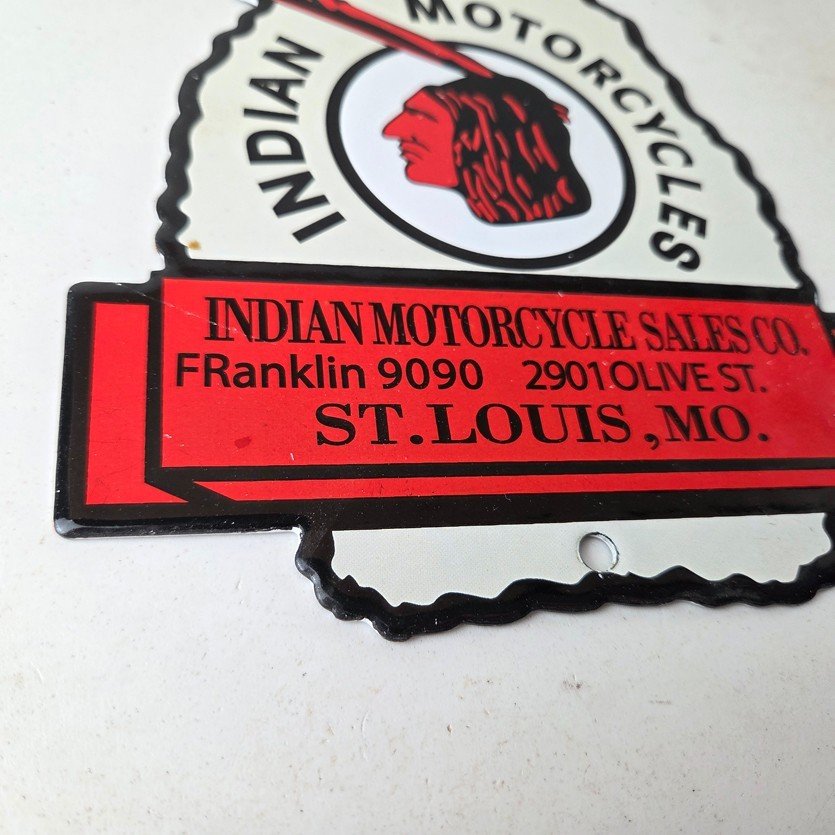 INDIAN MOTORCYCLES
INDIAN MOTORCYCLE SALES CO.
FRanklin 9090 2901 OLIVE ST.
ST. LOUIS, MO.